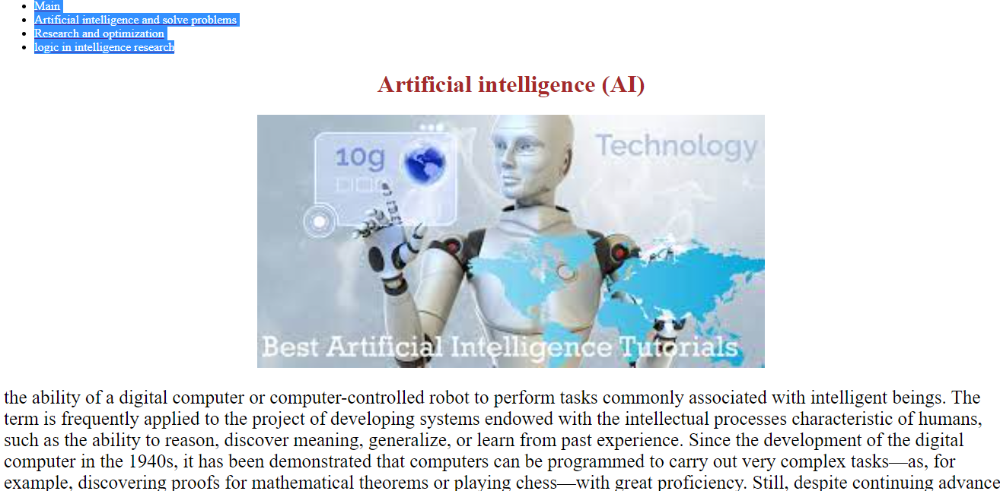 Main
Artificial intelligence and solve problems
Research and optimization
logic in intelligence research
Artificial intelligence (AI)
10g
Technology
Best Artificial Intelligence Tutorials
the ability of a digital computer or computer-controlled robot to perform tasks commonly associated with intelligent beings. The
term is frequently applied to the project of developing systems endowed with the intellectual processes characteristic of humans,
such as the ability to reason, discover meaning, generalize, or learn from past experience. Since the development of the digital
computer in the 1940s, it has been demonstrated that computers can be programmed to carry out very complex tasks—as, for
example, discovering proofs for mathematical theorems or playing chess—with great proficiency. Still, despite continuing advance